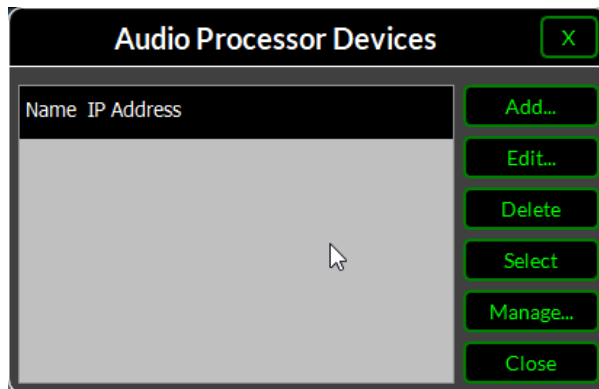 Audio Processor Devices
X
Name IP Address
Add...
Edit...
Delete
Select
Manage...
Close